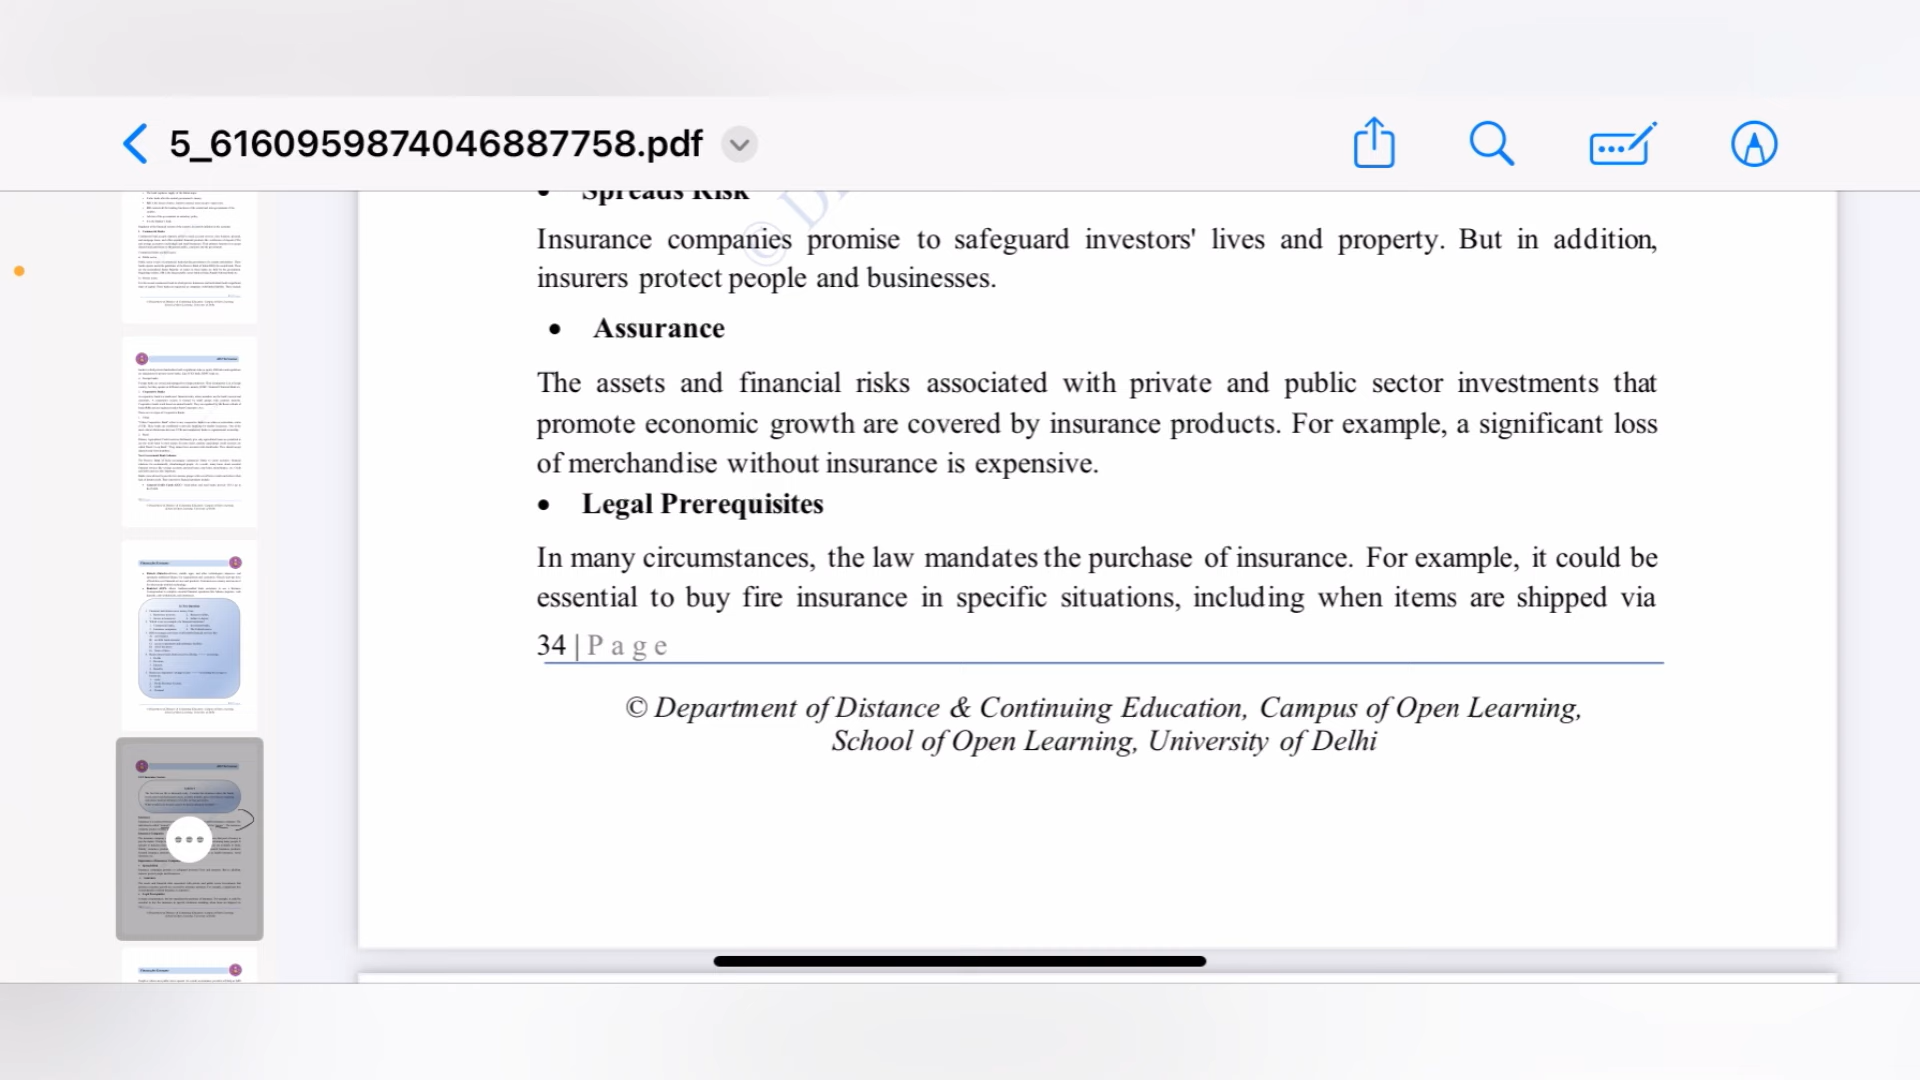 5_6160959874046887758.pdf
• Spreads Risk
© D
Insurance companies promise to safeguard investors' lives and property. But in addition,
insurers protect people and businesses.
• Assurance
The assets and financial risks associated with private and public sector investments that
promote economic growth are covered by insurance products. For example, a significant loss
of merchandise without insurance is expensive.
• Legal Prerequisites
In many circumstances, the law mandates the purchase of insurance. For example, it could be
essential to buy fire insurance in specific situations, including when items are shipped via
34 | P a g e
© Department of Distance & Continuing Education, Campus of Open Learning,
School of Open Learning, University of Delhi